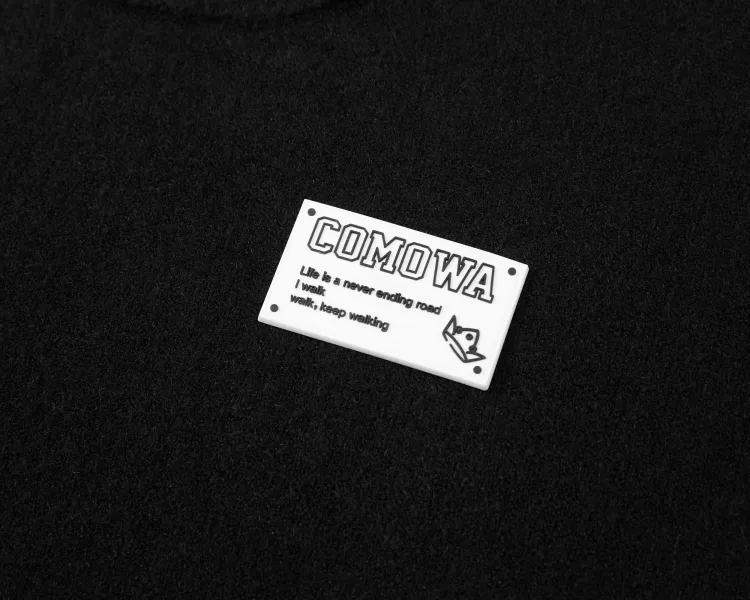 COMOWA
Life is a never ending road
I walk
walk, keep walking